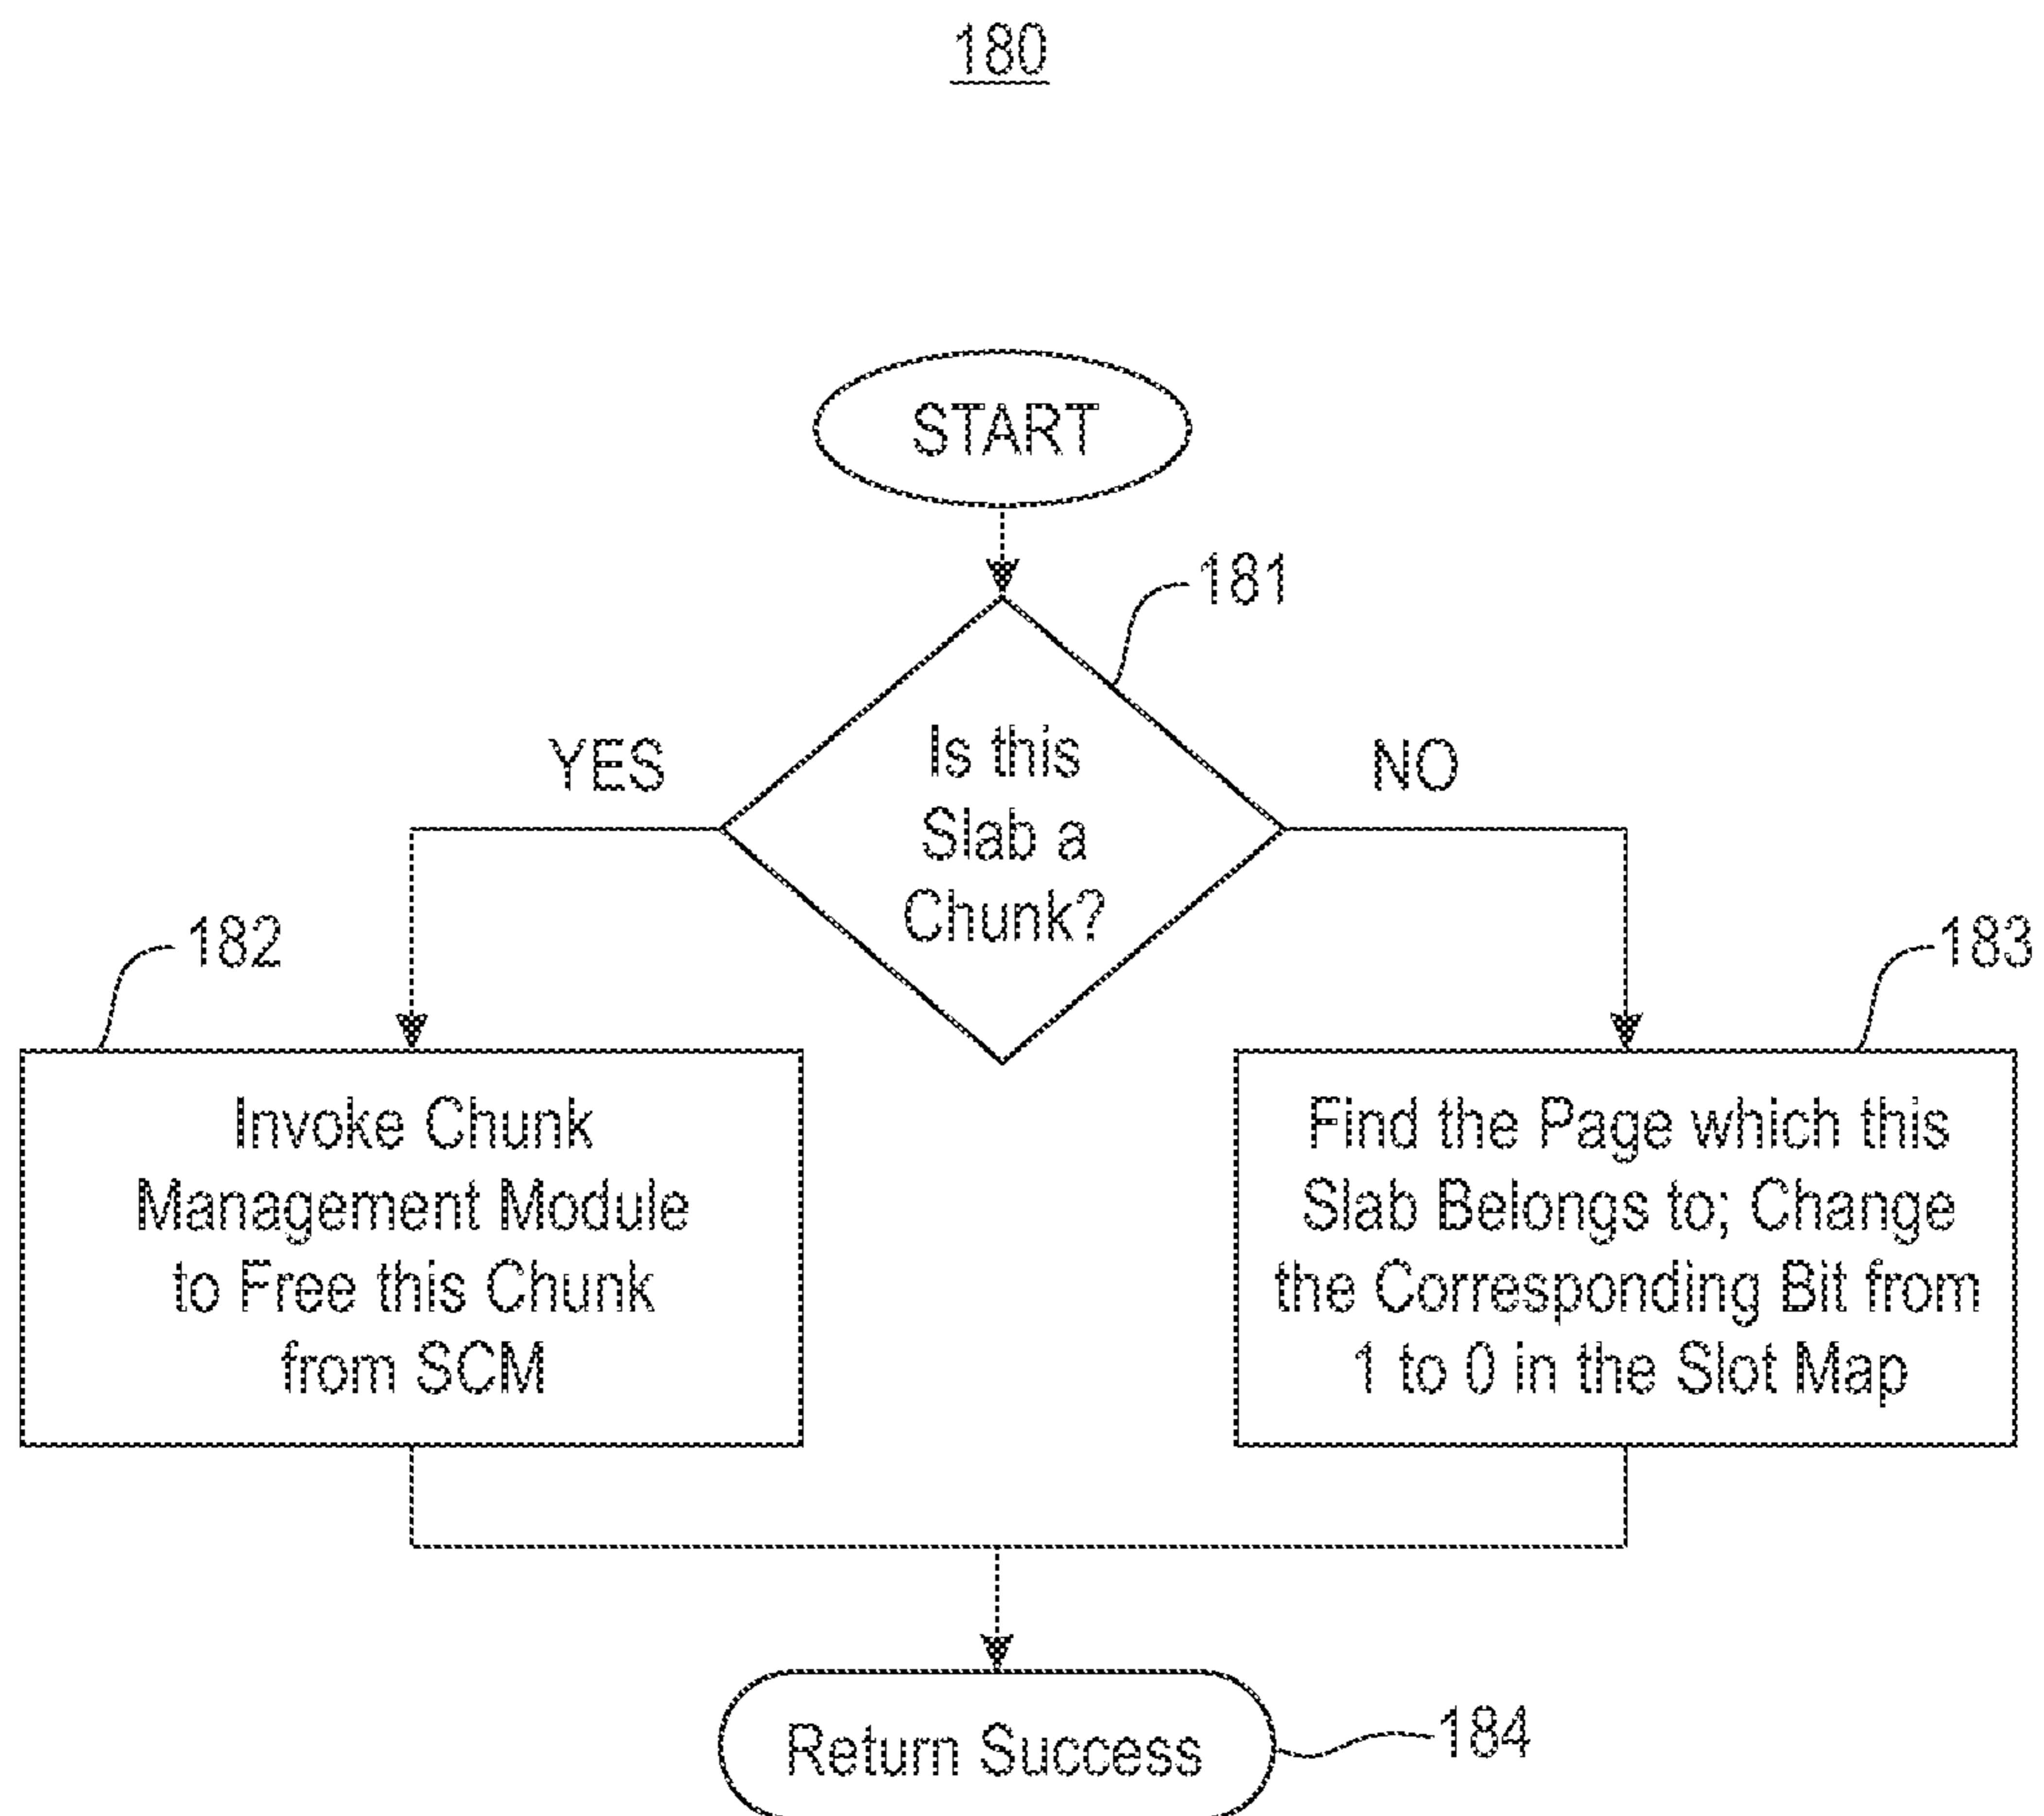 180
START
181
Is this
Slab a
Chunk?
YES
NO
182
183
Invoke Chunk
Management Module
to Free this Chunk
from SCM
Find the Page which this
Slab Belongs to; Change
the Corresponding Bit from
1 to 0 in the Slot Map
Return Success
184